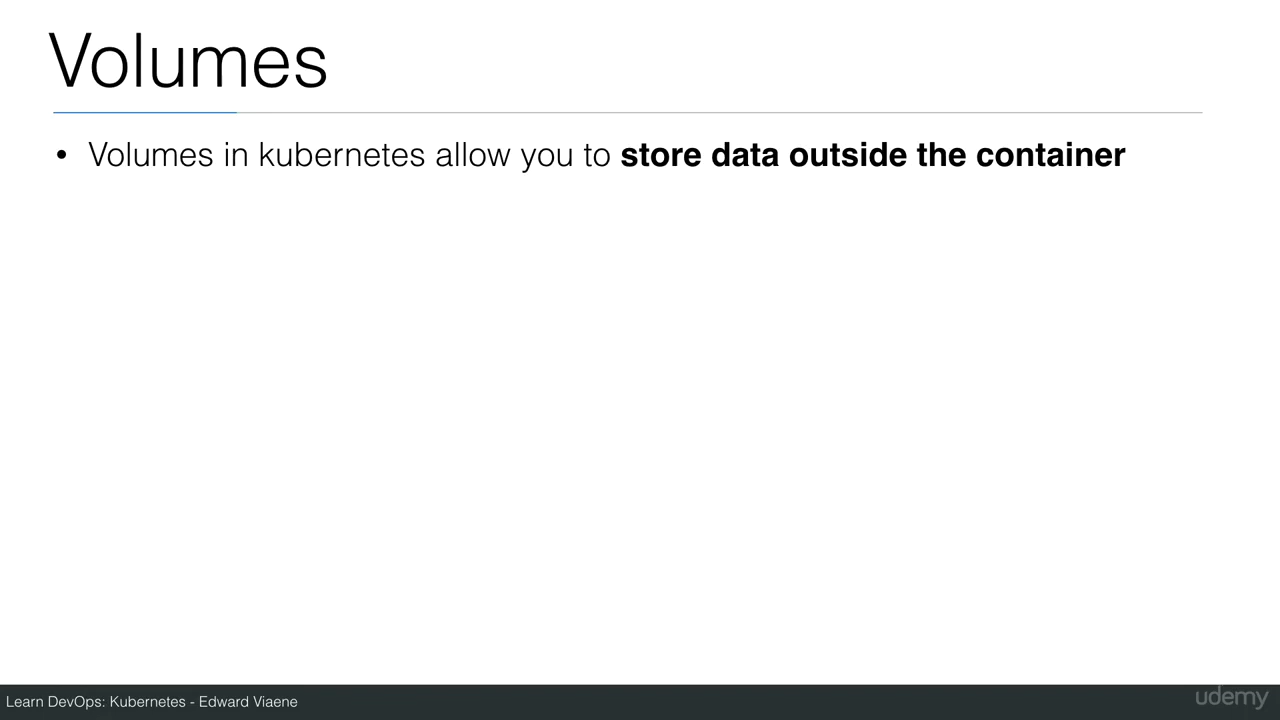 Volumes
• Volumes in kubernetes allow you to store data outside the container
Learn DevOps: Kubernetes - Edward Viaene
udemy